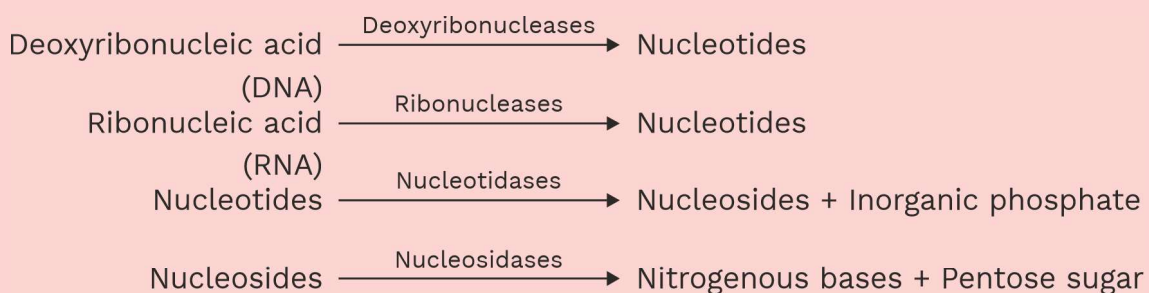 Deoxyribonucleases
Deoxyribonucleic acid Nucleotides
(DNA)
Ribonucleases
Ribonucleic acid Nucleotides
(RNA)
Nucleotidases
Nucleotides Nucleosides + Inorganic phosphate
Nucleosidases
Nucleosides Nitrogenous bases + Pentose sugar